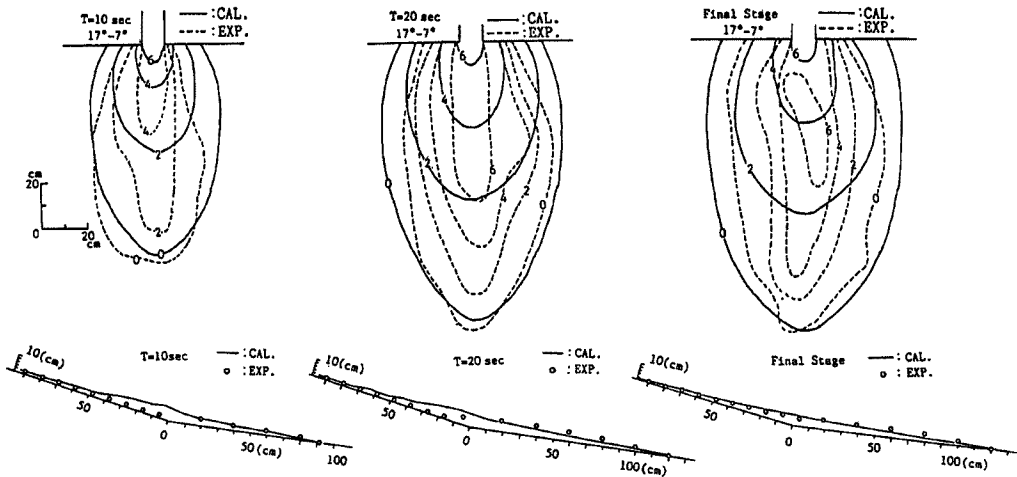 T=10 sec
17°-7°
— :CAL.
---- :EXP.
6
4
4
2
2
0
0
cm
20
0
20
cm
T=20 sec
17°-7°
— :CAL.
---- :EXP.
6
4
2
6
4
2
0
0
Final Stage
17°-7°
— :CAL.
---- :EXP.
6
4
6
4
2
2
0
0
10(cm)
T=10sec
— :CAL.
o :EXP.
50
0
50(cm)
100
10(cm)
T=20 sec
— :CAL.
o :EXP.
50
0
50
100(cm)
10(cm)
Final Stage
— :CAL.
o : EXP.
50
0
50
100(cm)